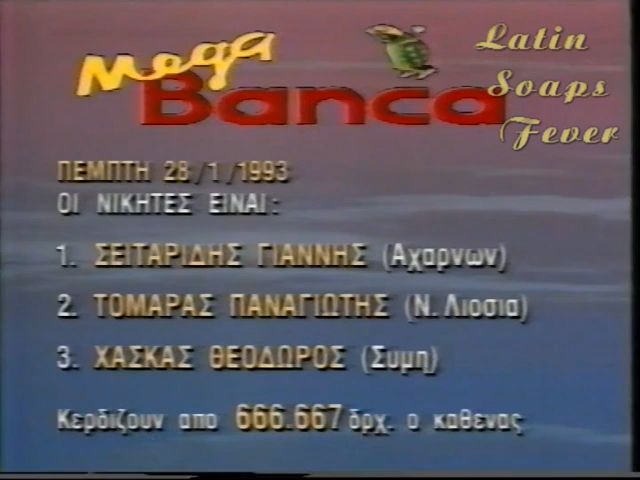 Mega
Banca
Latin
Soaps
Fever
ΠΕΜΠΤΗ 28/1/1993
ΟΙ ΝΙΚΗΤΕΣ ΕΙΝΑΙ:
1. ΣΕΙΤΑΡΙΔΗΣ ΓΙΑΝΝΗΣ (Αχαρνων)
2. ΤΟΜΑΡΑΣ ΠΑΝΑΓΙΩΤΗΣ (Ν.Λιοσια)
3. ΧΑΣΚΑΣ ΘΕΟΔΩΡΟΣ (Συμη)
Κερδιζουν απο 666.667 δρχ. ο καθενας